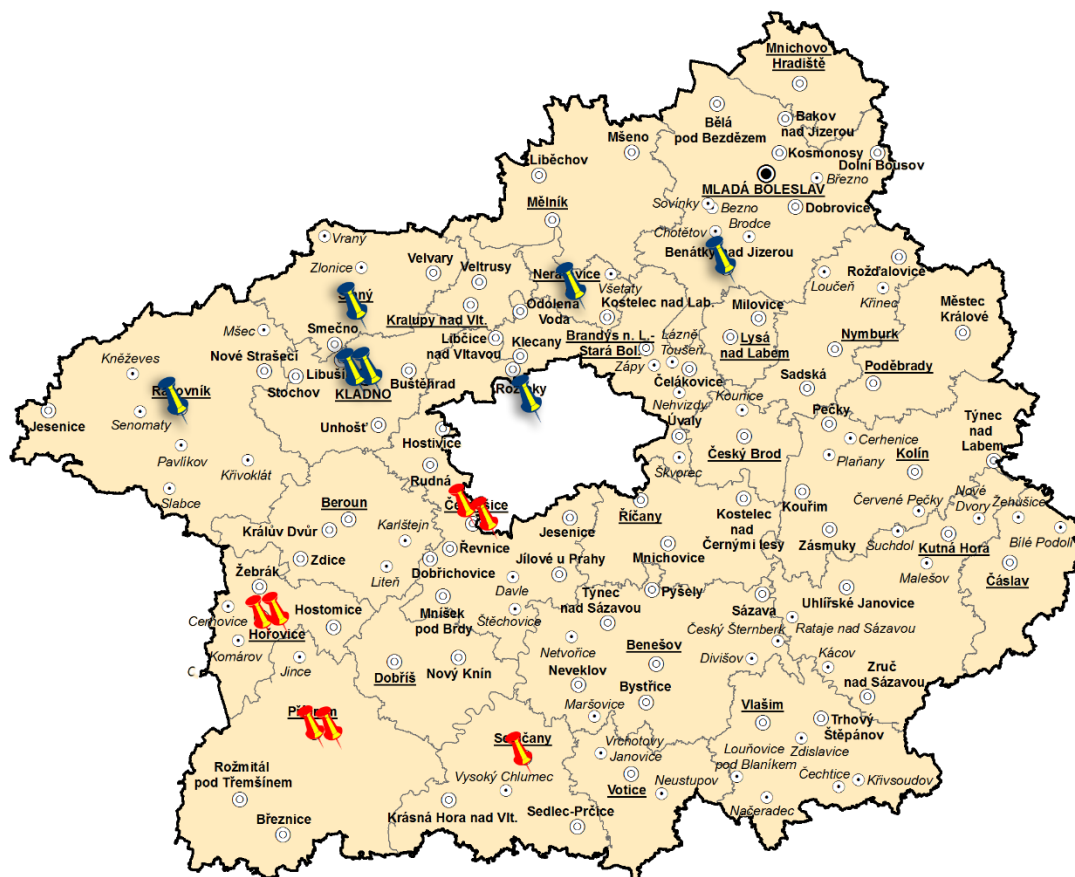 Mnichovo
Hradiště
Bělá
pod Bezdězem
Bakov
nad Jizerou
Mšeno
Kosmonosy
Dolní Bousov
Liběchov
Březno
MLADÁ BOLESLAV
Mělník
Sovínky
Bezno
Dobrovice
Chotětov
Brodce
Vraný
Benátky nad Jizerou
Velvary
Zlonice
Veltrusy
Rožďalovice
Loučeň
Všetaty
Křinec
Kostelec nad Lab.
Odolena
Voda
Milovice
Městec
Králové
Kralupy nad Vlt.
Smečno
Mšec
Libčice
nad Vltavou
Brandýs n. L.-
Stará Bol.
Lázně
Toušeň
Lysá
nad Labem
Nymburk
Klecany
Kněževes
Nové Strašecí
Zápy
Poděbrady
Stochov
KLADNO
Buštěhrad
Čelákovice
Sadská
Nehvizdy
Kounice
Jesenice
Senomaty
Unhošť
Hostivice
Úvaly
Pečky
Týnec
nad
Labem
Cerhenice
Pavlíkov
Křivoklát
Rudná
Škvorec
Český Brod
Plaňany
Kolín
Slabce
Beroun
Červené Pečky
Nové
Dvory
Žehušice
Králův Dvůr
Karlštejn
Jesenice
Říčany
Kostelec
nad
Černými lesy
Kouřim
Bílé Podolí
Zdice
Řevnice
Zásmuky
Suchdol
Kutná Hora
Mnichovice
Žebrák
Liteň
Dobřichovice
Jílové u Prahy
Malešov
Čáslav
Davle
Pyšely
Týnec
nad Sázavou
Sázava
Hostomice
Mníšek
pod Brdy
Štěchovice
Uhlířské Janovice
Hořovice
Český Šternberk
Rataje nad Sázavou
Komárov
Netvořice
Benešov
Divišov
Jince
Dobříš
Nový Knín
Neveklov
Kácov
Zruč
nad Sázavou
Bystřice
Maršovice
Vlašim
Trhový
Štěpánov
Vrchotovy
Janovice
Louňovice
pod Blaníkem
Zdislavice
Rožmitál
pod Třemšínem
Vysoký Chlumec
Votice
Neustupov
Čechtice
Křivsoudov
Březnice
Krásná Hora nad Vlt.
Sedlec-Prčice
Načeradec